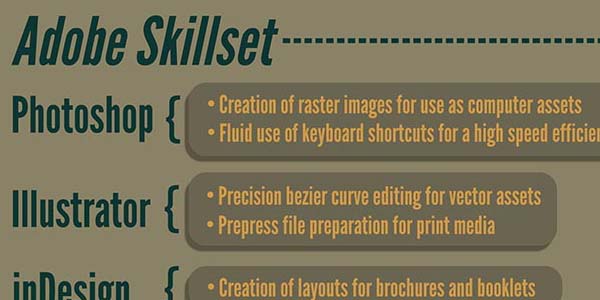 Adobe Skillset
Photoshop {
• Creation of raster images for use as computer assets
• Fluid use of keyboard shortcuts for a high speed
Illustrator {
• Precision bezier curve editing for vector assets
• Prepress file preparation for print media
inDesign {
• Creation of layouts for brochures and booklets